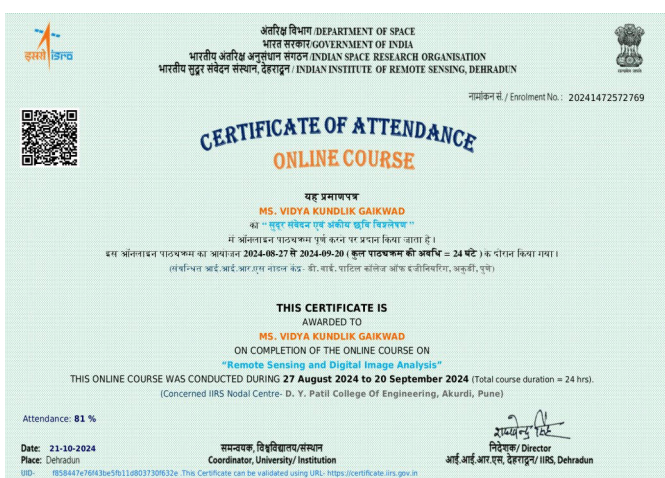 अंतरिक्ष विभाग /DEPARTMENT OF SPACE
भारत सरकार/GOVERNMENT OF INDIA
भारतीय अंतरिक्ष अनुसंधान संगठन /INDIAN SPACE RESEARCH ORGANISATION
भारतीय सुदूर संवेदन संस्थान, देहरादून / INDIAN INSTITUTE OF REMOTE SENSING, DEHRADUN
इसरो isro
सत्यमेव जयते
नामांकन सं. / Enrolment No. : 20241472572769
CERTIFICATE OF ATTENDANCE
ONLINE COURSE
यह प्रमाणपत्र
MS. VIDYA KUNDLIK GAIKWAD
को “ सुदूर संवेदन एवं अंकीय छवि विश्लेषण ”
में ऑनलाइन पाठ्यक्रम पूर्ण करने पर प्रदान किया जाता है ।
इस ऑनलाइन पाठ्यक्रम का आयोजन 2024-08-27 से 2024-09-20 ( कुल पाठ्यक्रम की अवधि = 24 घंटे ) के दौरान किया गया ।
(संबन्धित आई.आई.आर.एस नोडल केंद्र- डी. वाई. पाटिल कॉलेज ऑफ इंजीनियरिंग, अकुर्डी, पुणे)
THIS CERTIFICATE IS
AWARDED TO
MS. VIDYA KUNDLIK GAIKWAD
ON COMPLETION OF THE ONLINE COURSE ON
“Remote Sensing and Digital Image Analysis”
THIS ONLINE COURSE WAS CONDUCTED DURING 27 August 2024 to 20 September 2024 (Total course duration = 24 hrs).
(Concerned IIRS Nodal Centre- D. Y. Patil College Of Engineering, Akurdi, Pune)
Attendance: 81 %
Date: 21-10-2024
Place: Dehradun
समन्वयक, विश्वविद्यालय/संस्थान
Coordinator, University/ Institution
निदेशक/ Director
आई.आई.आर.एस, देहरादून/ IIRS, Dehradun
UID- f858447e76f43be5fb11d803730f632e .This Certificate can be validated using URL- https://certificate.iirs.gov.in